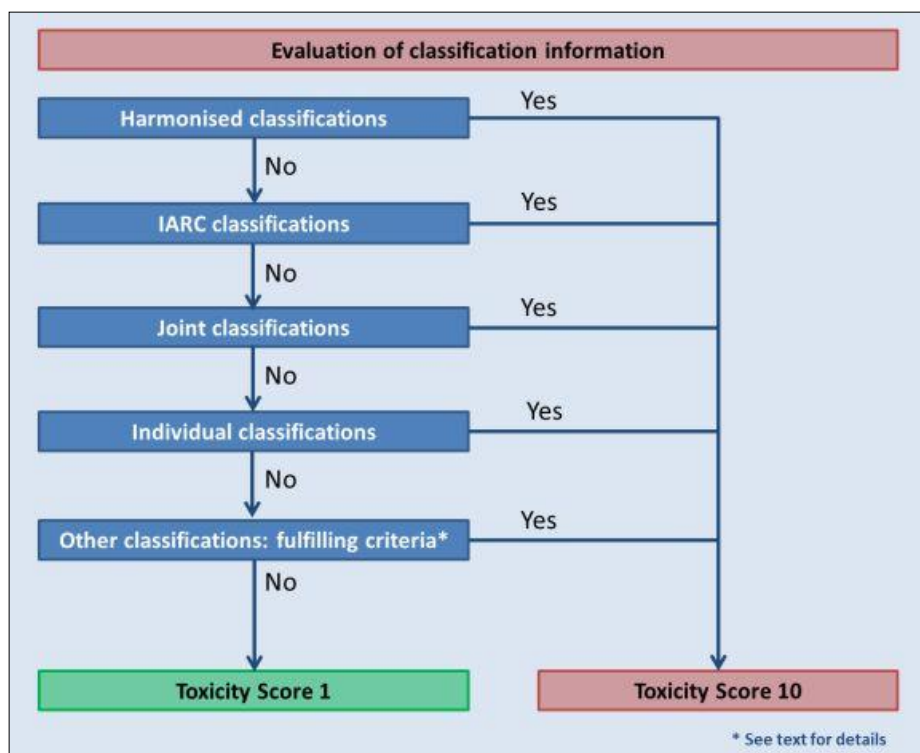 Evaluation of classification information
Harmonised classifications
Yes
No
IARC classifications
Yes
No
Joint classifications
Yes
No
Individual classifications
Yes
No
Other classifications: fulfilling criteria*
Yes
No
Toxicity Score 1
Toxicity Score 10
* See text for details